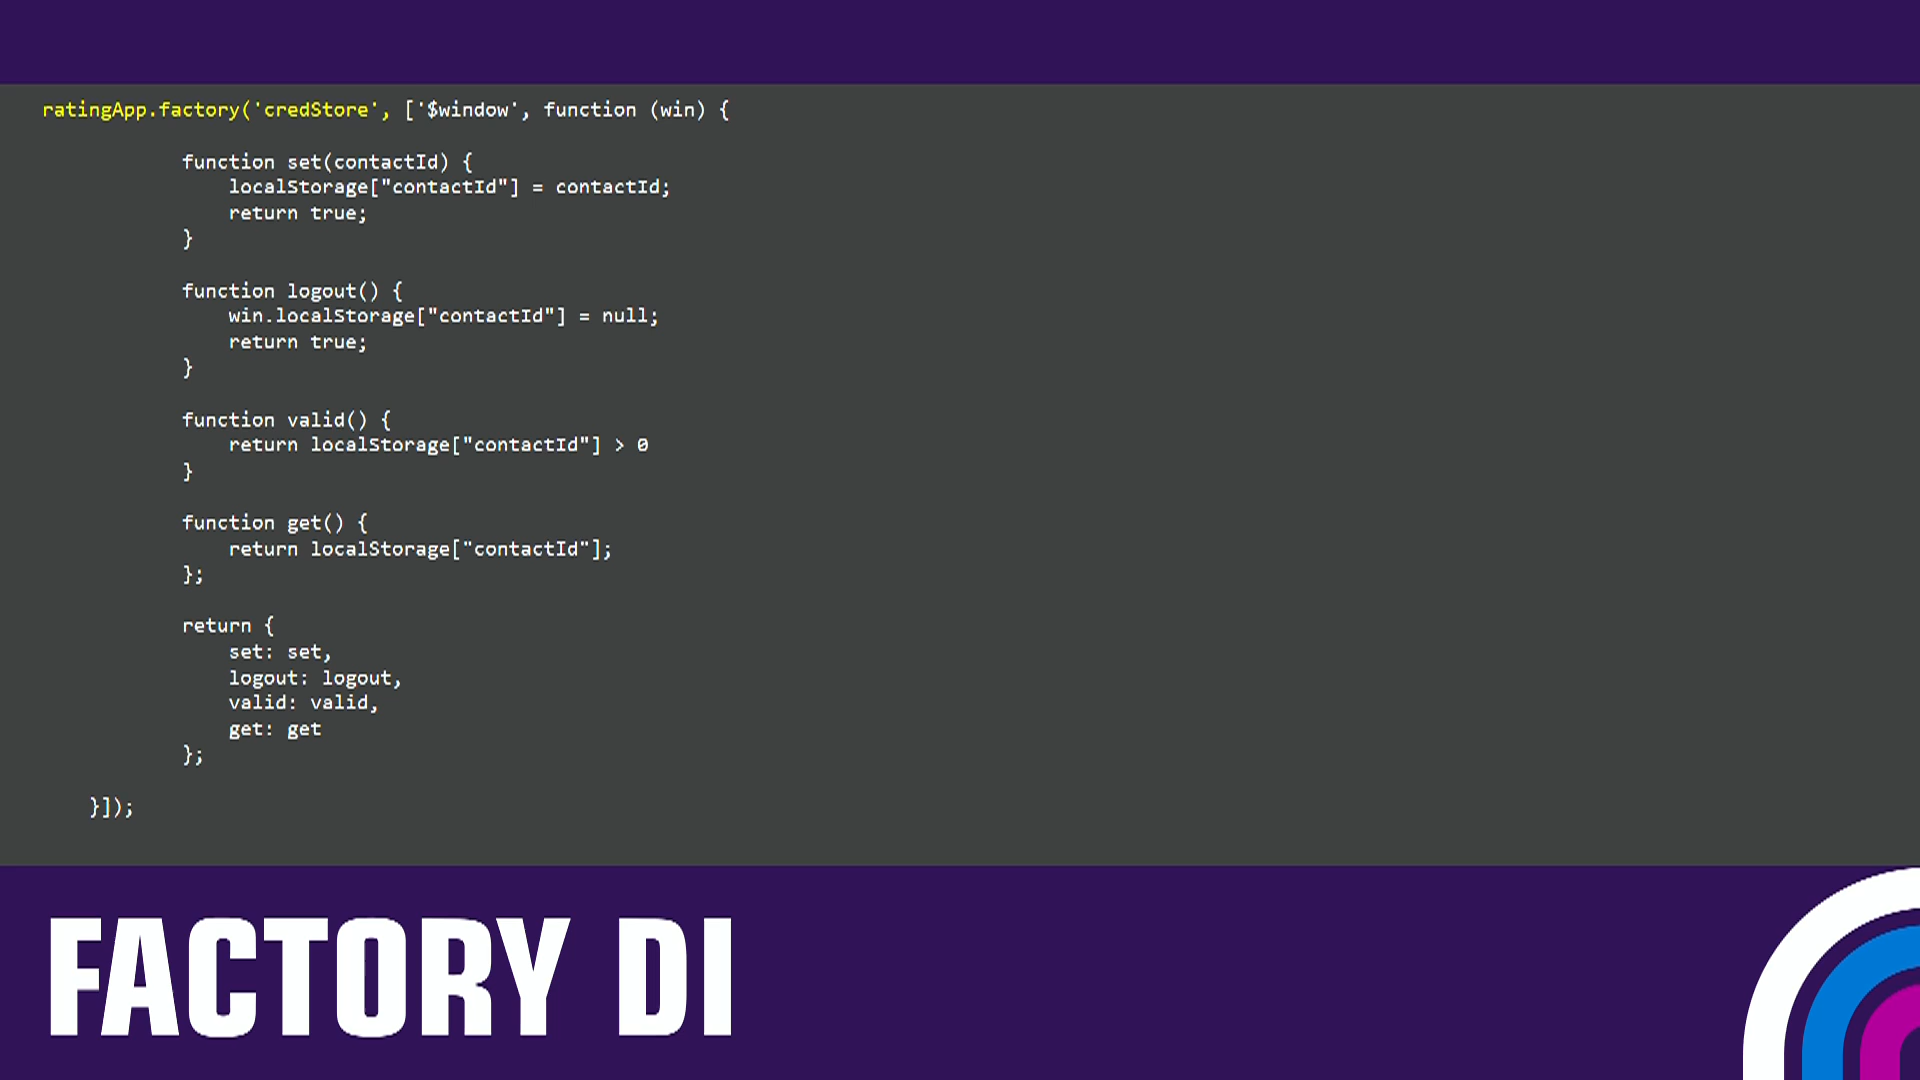 ratingApp.factory('credStore', ['$window', function (win) {
function set(contactId) {
localStorage["contactId"] = contactId;
return true;
}
function logout() {
win.localStorage["contactId"] = null;
return true;
}
function valid() {
return localStorage["contactId"] > 0
}
function get() {
return localStorage["contactId"];
};
return {
set: set,
logout: logout,
valid: valid,
get: get
};
}]);
FACTORY DI